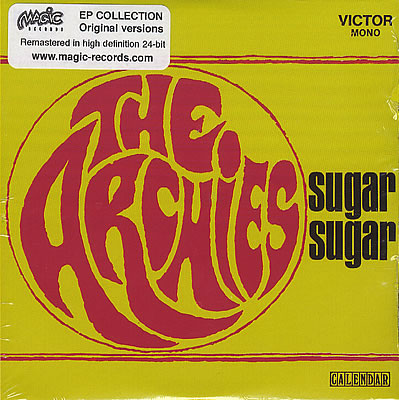 MAGIC
RECORDS
EP COLLECTION
Original versions
Remastered in high definition 24-bit
www.magic-records.com
VICTOR
MONO
THE
ARCHIES
sugar
sugar
CALENDAR